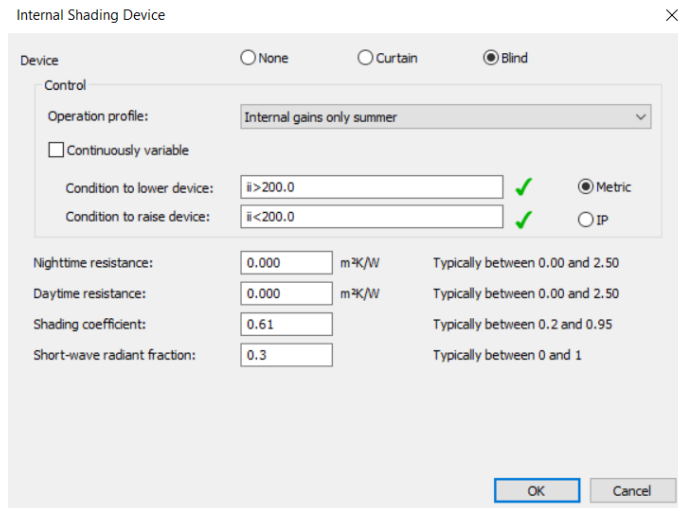 Internal Shading Device
Device None Curtain Blind
Control
Operation profile: Internal gains only summer
Continuously variable
Condition to lower device: ii>200.0 Metric
Condition to raise device: ii<200.0 IP
Nighttime resistance: 0.000 m²K/W Typically between 0.00 and 2.50
Daytime resistance: 0.000 m²K/W Typically between 0.00 and 2.50
Shading coefficient: 0.61 Typically between 0.2 and 0.95
Short-wave radiant fraction: 0.3 Typically between 0 and 1
OK Cancel